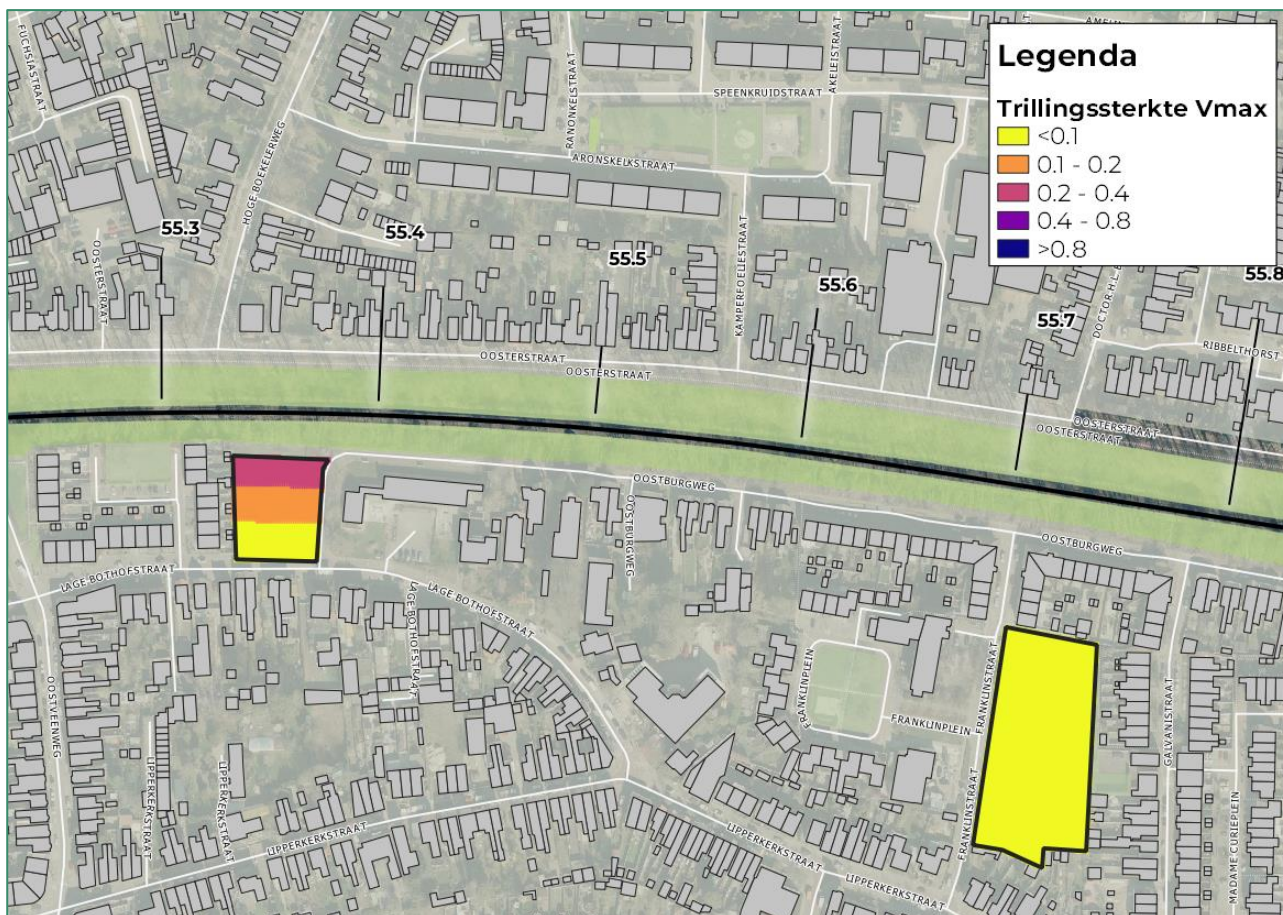 Legenda
Trillingssterkte Vmax
<0.1
0.1 - 0.2
0.2 - 0.4
0.4 - 0.8
>0.8
FUCHSIASTRAAT
HOGE BOEKELERWEG
RANONKELSTRAAT
SPEENKRUIDSTRAAT
AKELEISTRAAT
ARONSKELKSTRAAT
OOSTERSTRAAT
KAMPERFOELIESTRAAT
55.3
55.4
55.5
55.6
55.7
55.8
DOCTOR H.L.
RIBBELTHORST
OOSTERSTRAAT
OOSTERSTRAAT
OOSTERSTRAAT
OOSTERSTRAAT
OOSTBURGWEG
OOSTBURGWEG
OOSTBURGWEG
LAGE BOTHOFSTRAAT
LAGE BOTHOFSTRAAT
LAGE BOTHOFSTRAAT
OOSTVEENWEG
LIPPERKERKSTRAAT
LIPPERKERKSTRAAT
LIPPERKERKSTRAAT
LIPPERKERKSTRAAT
LIPPERKERKSTRAAT
FRANKLINPLEIN
FRANKLINPLEIN
FRANKLINSTRAAT
FRANKLINSTRAAT
GALVANISTRAAT
MADAME CURIEPLEIN